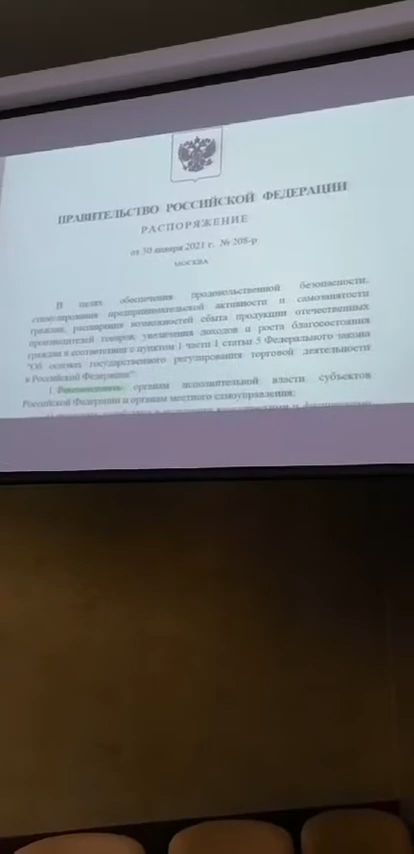 ПРАВИТЕЛЬСТВО РОССИЙСКОЙ ФЕДЕРАЦИИ
РАСПОРЯЖЕНИЕ
от 30 января 2021 г. № 208-р
МОСКВА
В целях обеспечения продовольственной безопасности,
стимулирования предпринимательской активности и самозанятости
граждан, расширения возможностей сбыта продукции отечественных
производителей товаров, увеличения доходов и роста благосостояния
граждан в соответствии с пунктом 1 части 1 статьи 5 Федерального закона
"Об основах государственного регулирования торговой деятельности
в Российской Федерации":
1. Рекомендовать органам исполнительной власти субъектов
Российской Федерации и органам местного самоуправления: